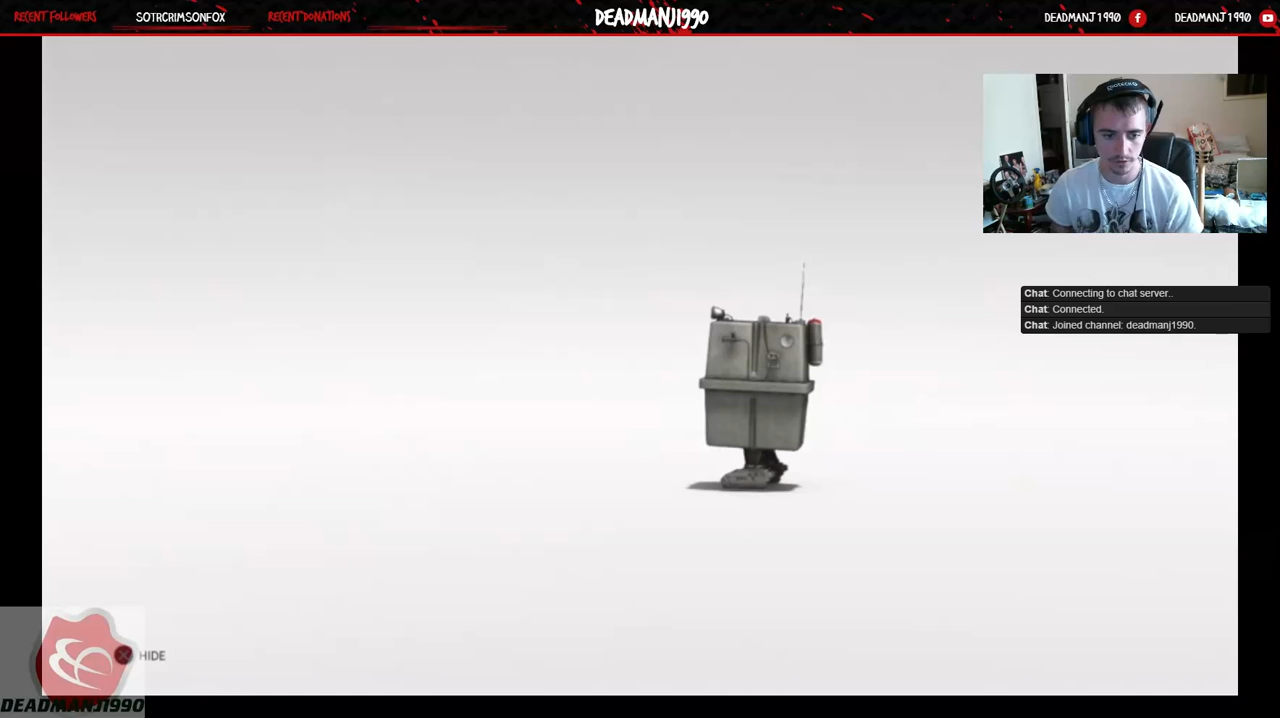 RECENT FOLLOWERS
SOTRCRIMSONFOX
RECENT DONATIONS
DEADMANJ1990
DEADMANJ1990
DEADMANJ1990
Chat: Connecting to chat server..
Chat: Connected.
Chat: Joined channel: deadmanj1990.
HIDE
DEADMANJ1990